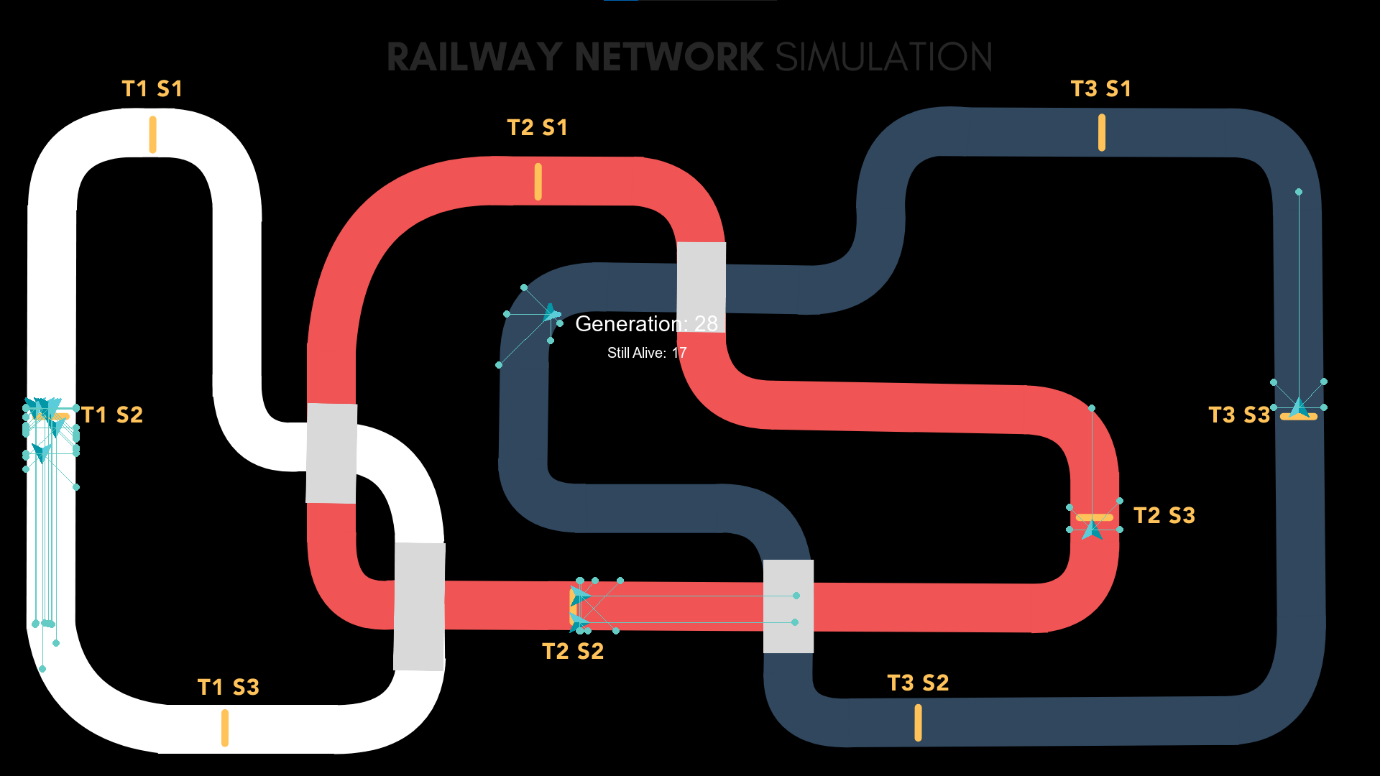 RAILWAY NETWORK SIMULATION
T1 S1
T3 S1
T2 S1
Generation: 28
Still Alive: 17
T1 S2
T3 S3
T2 S3
T2 S2
T1 S3
T3 S2